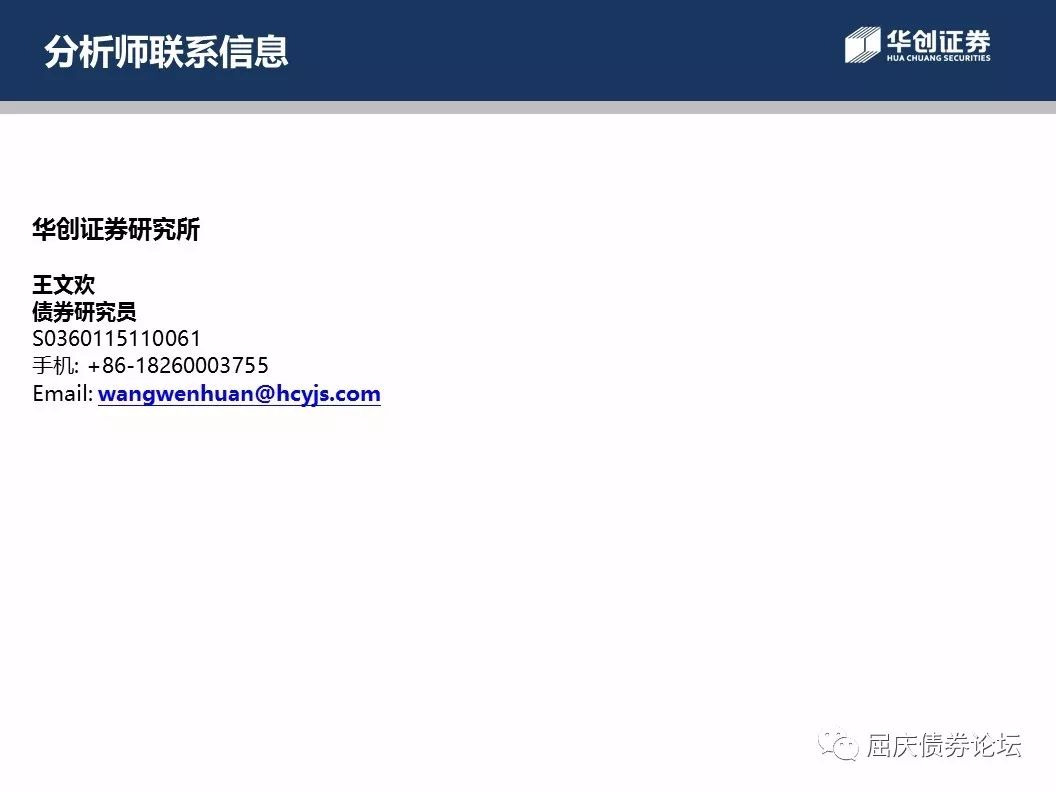 分析师联系信息
华创证券
HUA CHUANG SECURITIES
华创证券研究所
王文欢
债券研究员
S0360115110061
手机: +86-18260003755
Email: wangwenhuan@hcyjs.com
屈庆债券论坛